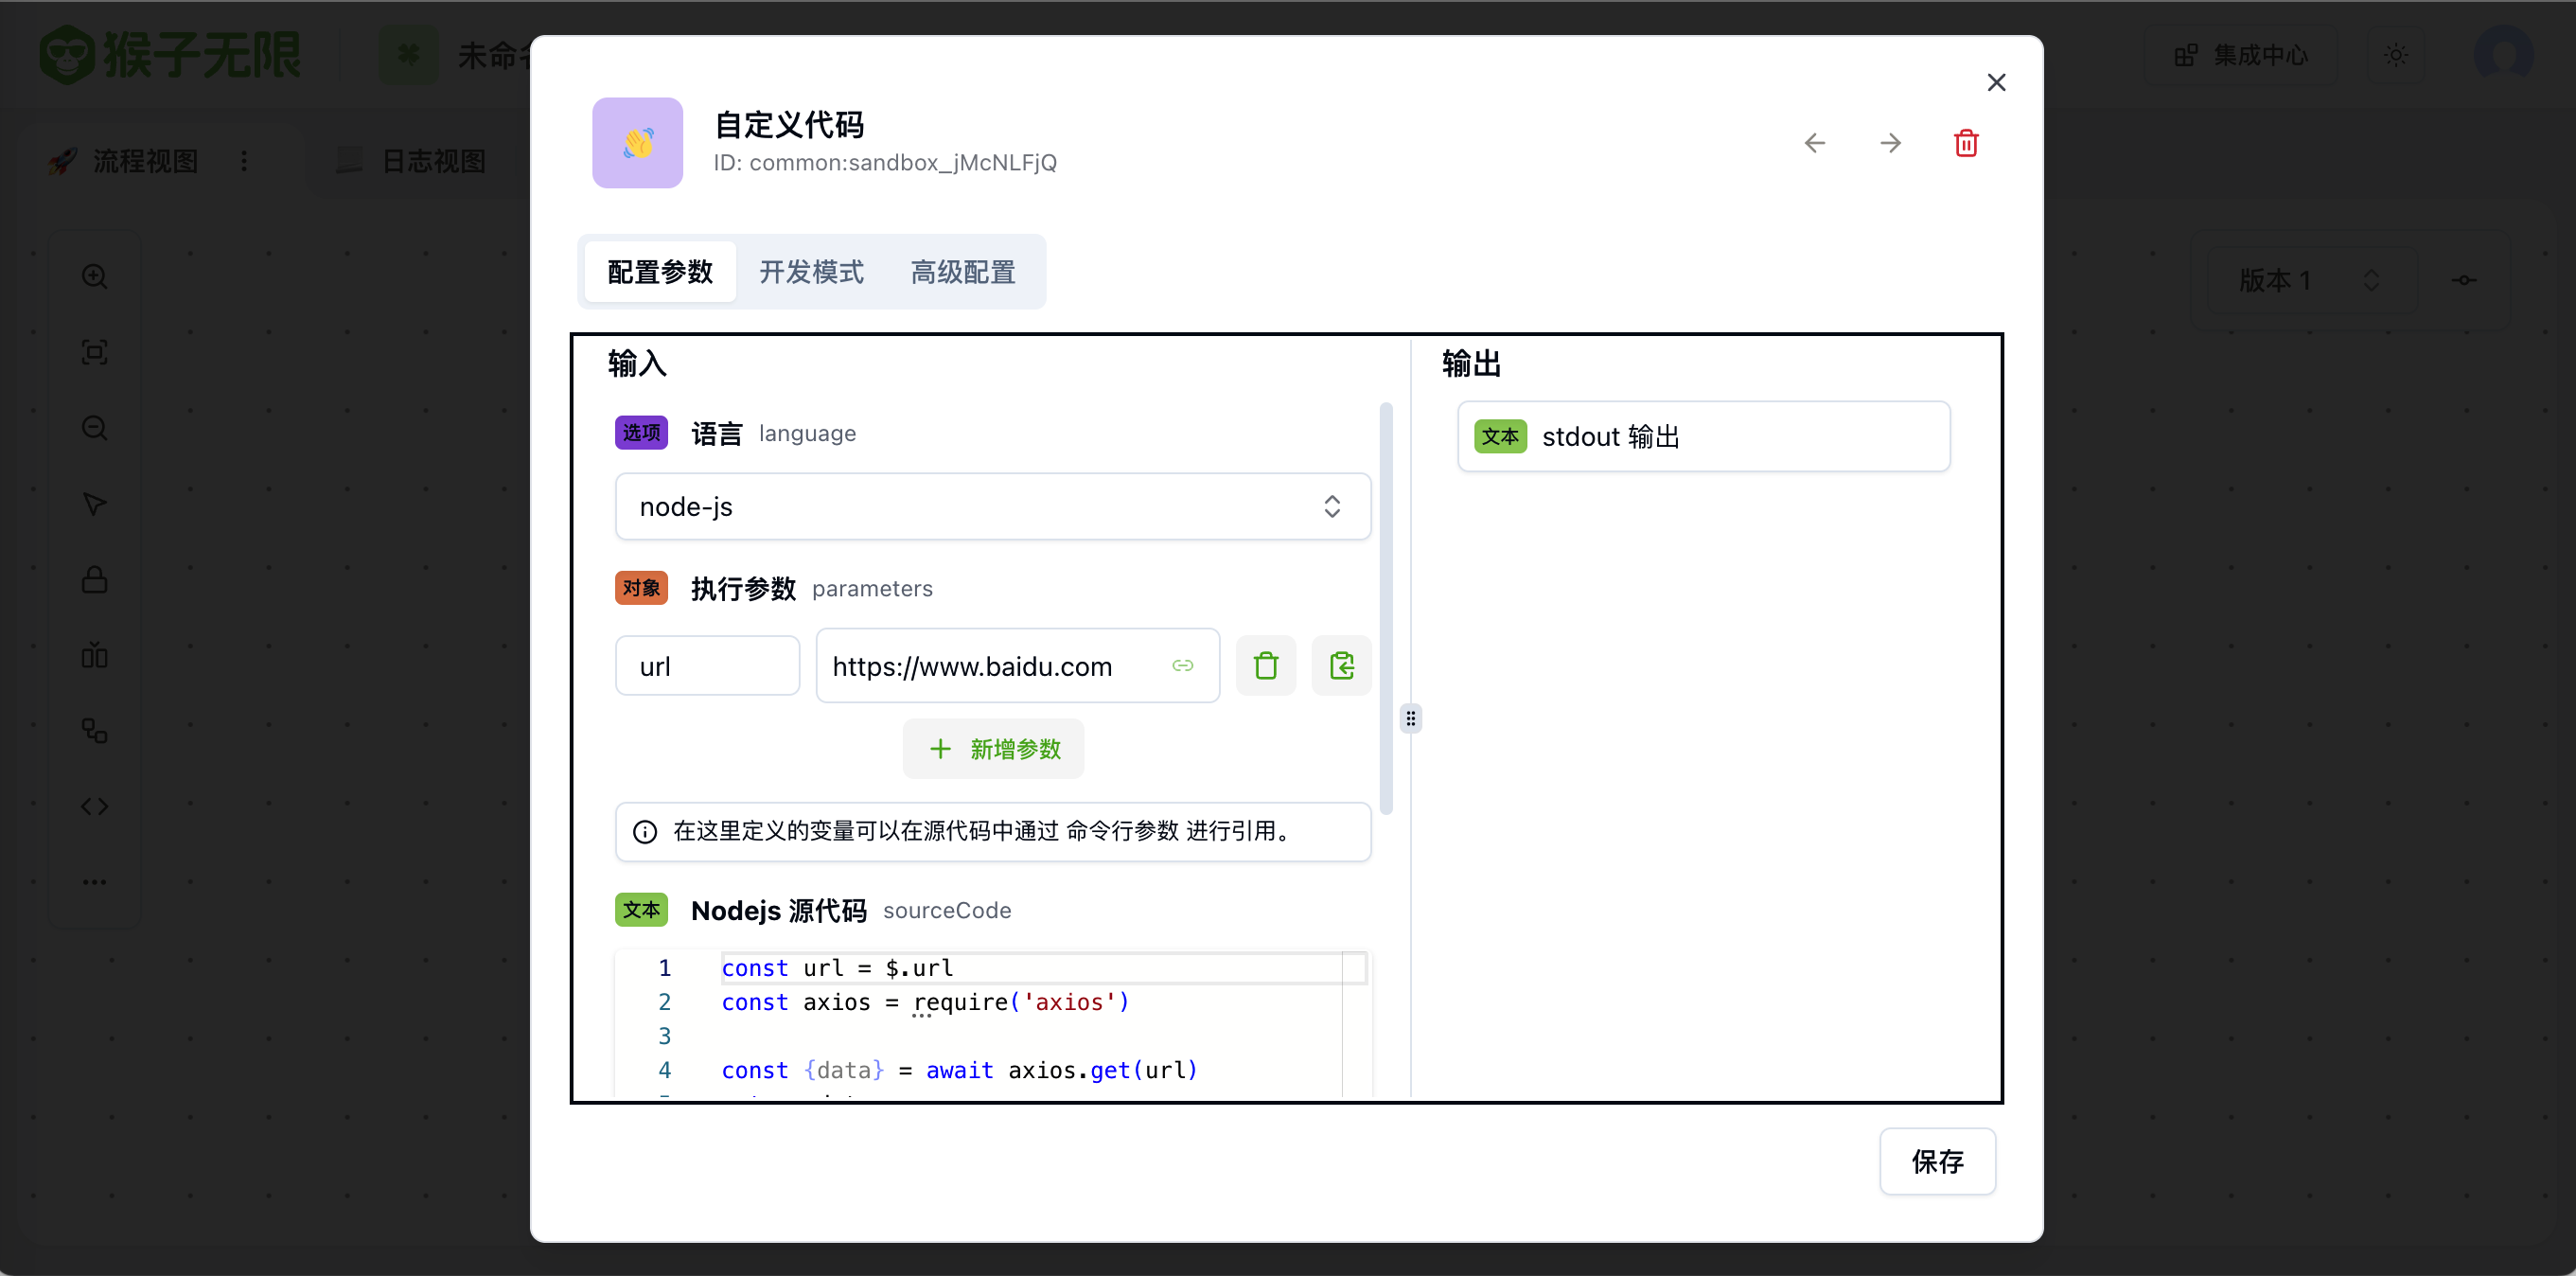 猴子无限
未命名
集成中心
流程视图
日志视图
版本 1
自定义代码
ID: common:sandbox_jMcNLFjQ
配置参数 开发模式 高级配置
输入
选项 语言 language
node-js
对象 执行参数 parameters
url https://www.baidu.com
新增参数
在这里定义的变量可以在源代码中通过 命令行参数 进行引用。
文本 Nodejs 源代码 sourceCode
1 const url = $.url
2 const axios = require('axios')
3
4 const {data} = await axios.get(url)
输出
文本 stdout 输出
保存